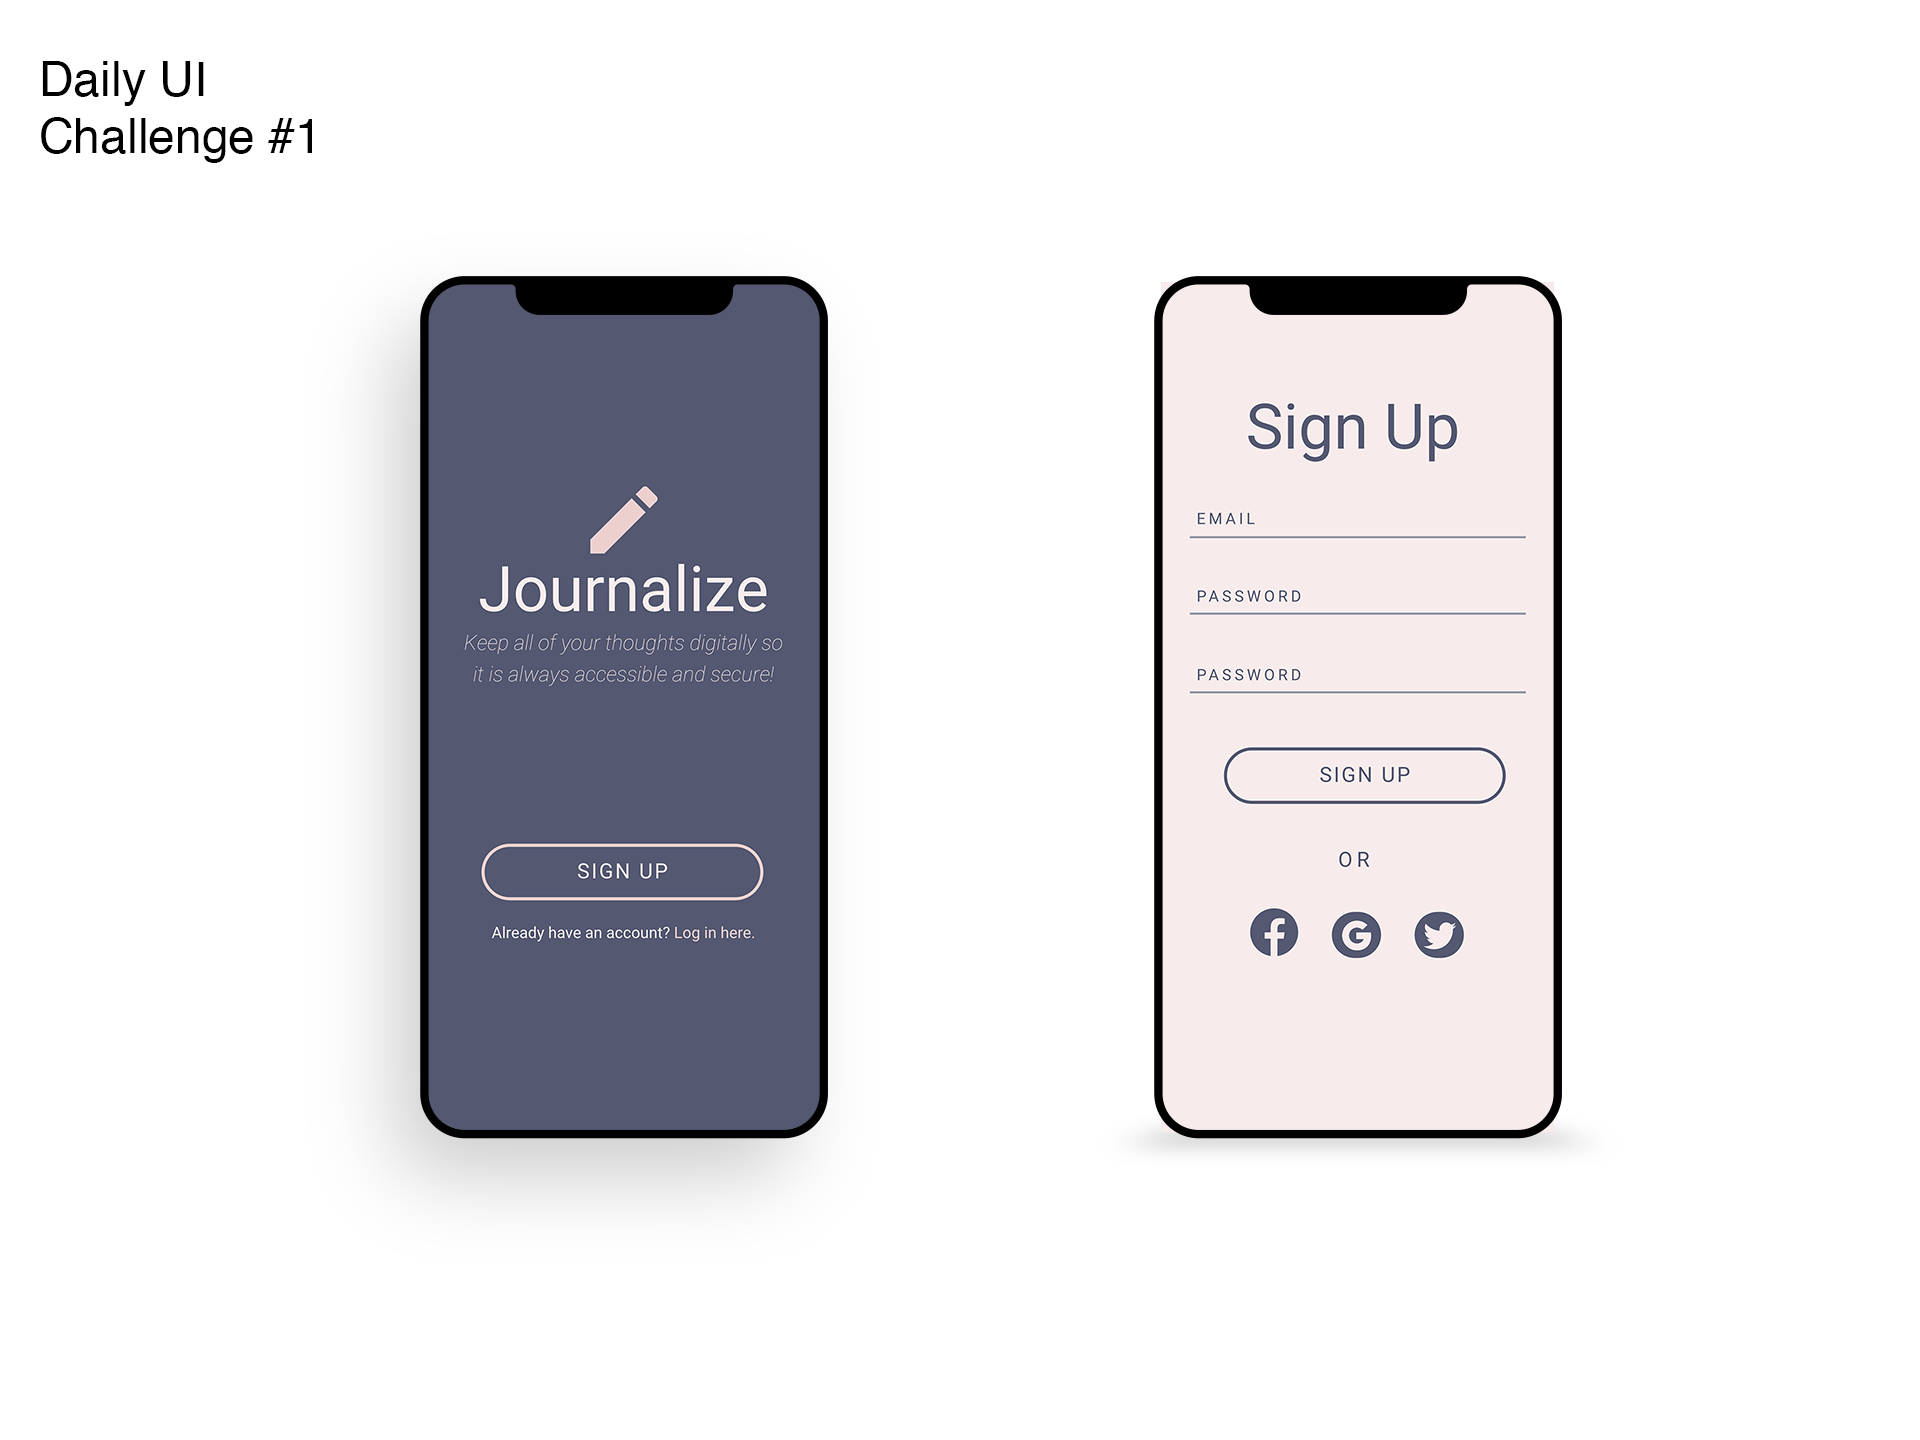 Daily UI
Challenge #1
Journalize
Keep all of your thoughts digitally so
it is always accessible and secure!
SIGN UP
Already have an account? Log in here.
Sign Up
EMAIL
PASSWORD
PASSWORD
SIGN UP
OR